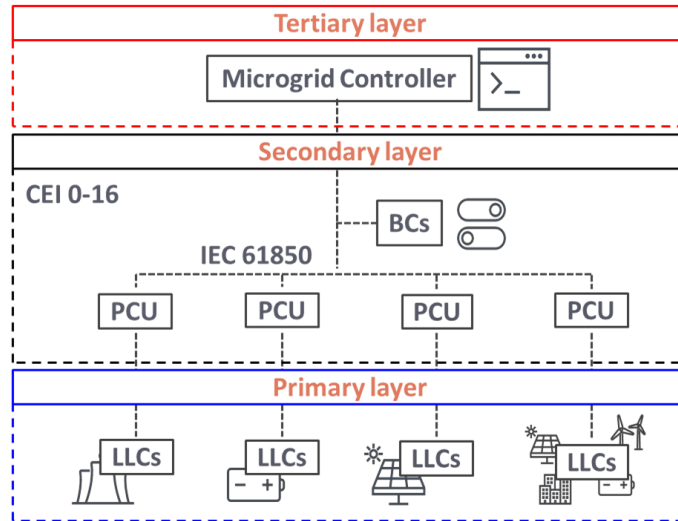 Tertiary layer
Microgrid Controller
>_
Secondary layer
CEI 0-16
BCs
IEC 61850
PCU PCU PCU PCU
Primary layer
LLCs LLCs LLCs LLCs